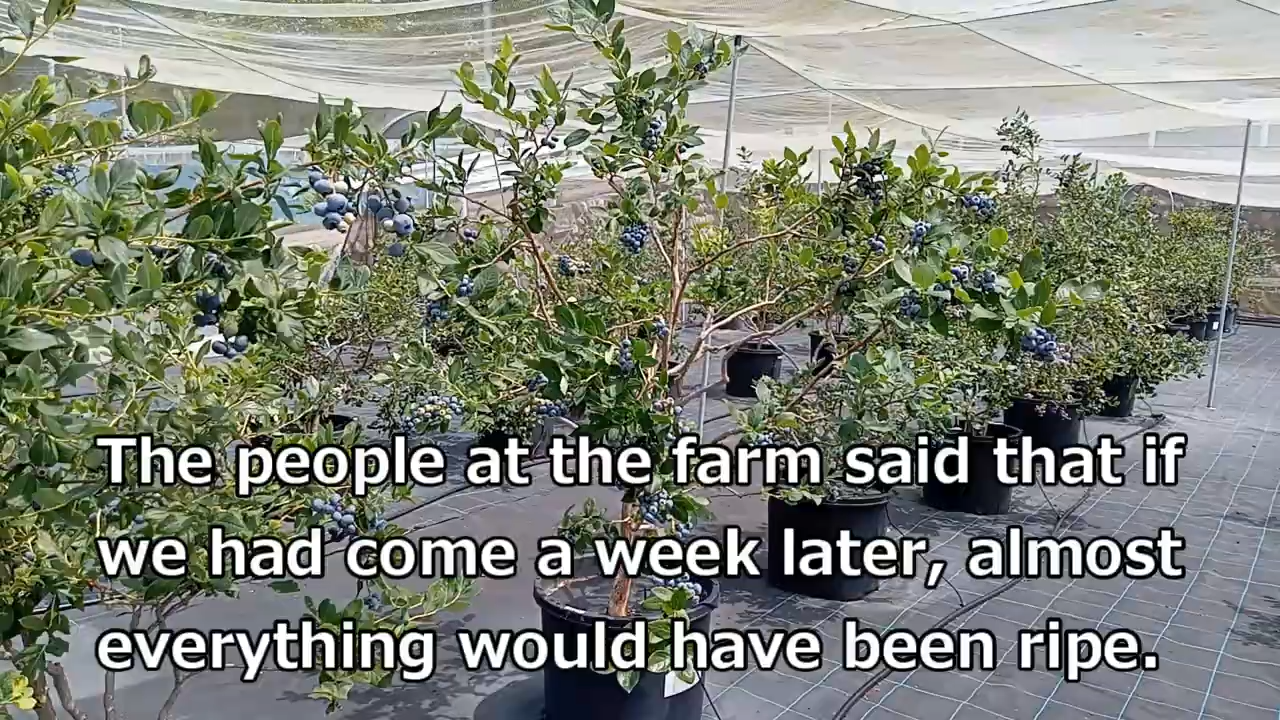 The people at the farm said that if
we had come a week later, almost
everything would have been ripe.